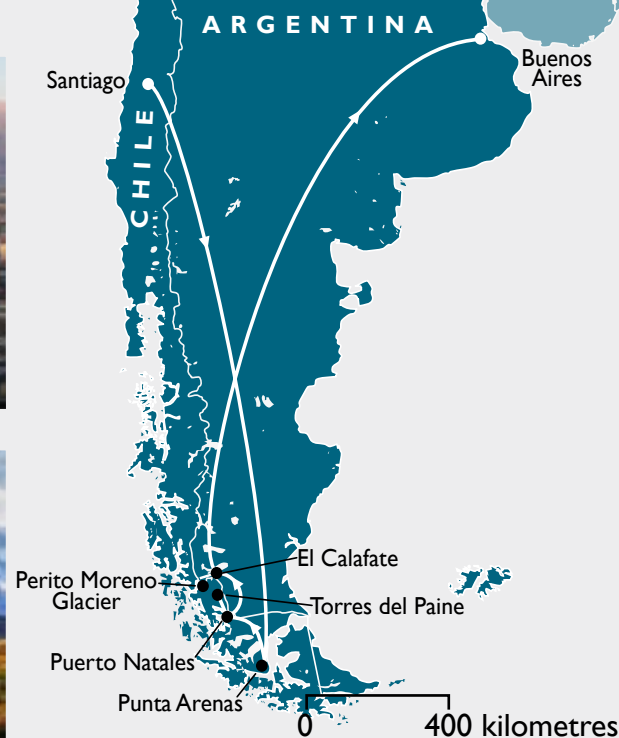 ARGENTINA
Santiago
Buenos
Aires
CHILE
El Calafate
Perito Moreno
Glacier
Torres del Paine
Puerto Natales
Punta Arenas
0 400 kilometres